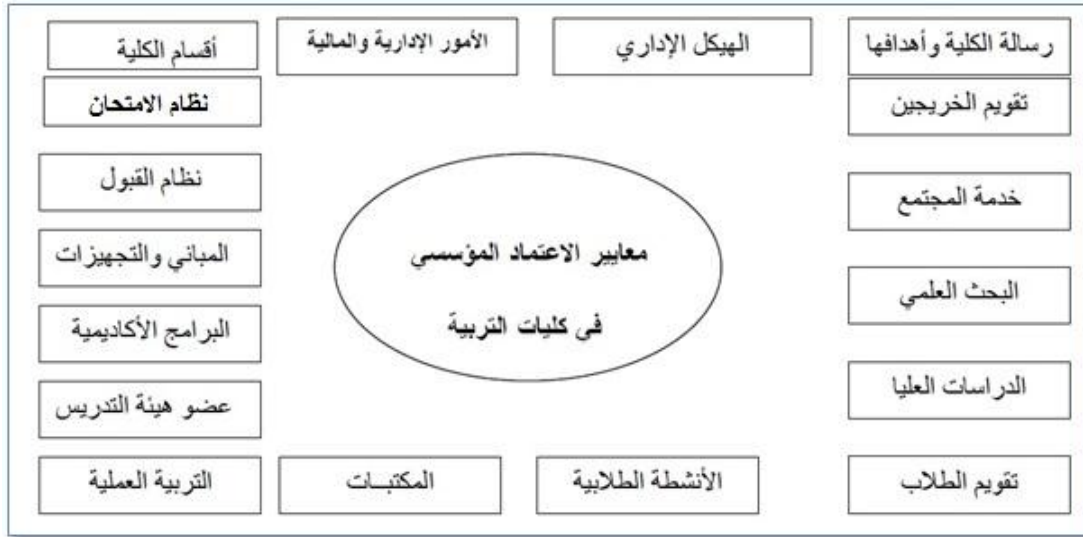 رسالة الكلية وأهدافها
الهيكل الإداري
الأمور الإدارية والمالية
أقسام الكلية
تقويم الخريجين
نظام الامتحان
خدمة المجتمع
نظام القبول
معايير الاعتماد المؤسسي
في كليات التربية
البحث العلمي
المباني والتجهيزات
البرامج الأكاديمية
الدراسات العليا
عضو هيئة التدريس
تقويم الطلاب
الأنشطة الطلابية
المكتبــات
التربية العملية